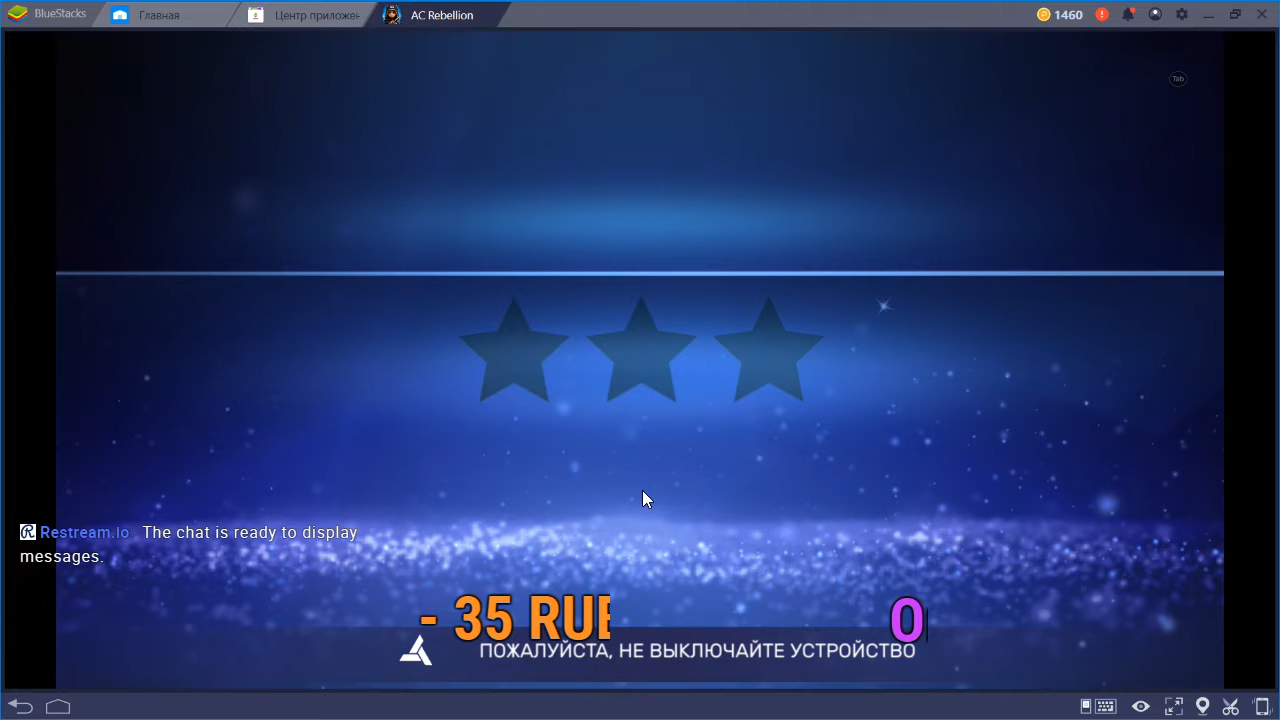 BlueStacks
Главная
Центр приложен
AC Rebellion
1460
Tab
Restream.Io The chat is ready to display
messages.
- 35 RUB
ПОЖАЛУЙСТА, НЕ ВЫКЛЮЧАЙТЕ УСТРОЙСТВО